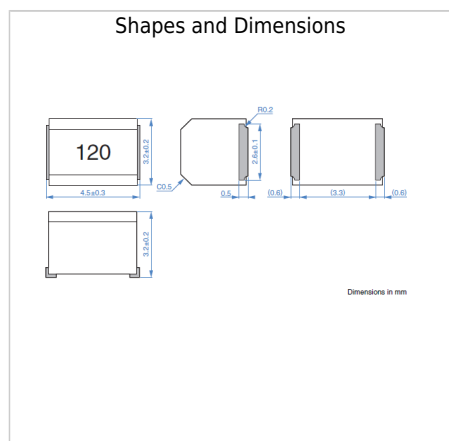 Shapes and Dimensions
120
3.2±0.2
4.5±0.3
R0.2
2.6±0.1
C0.5
0.5
(0.6)
(3.3)
(0.6)
3.2±0.2
Dimensions in mm